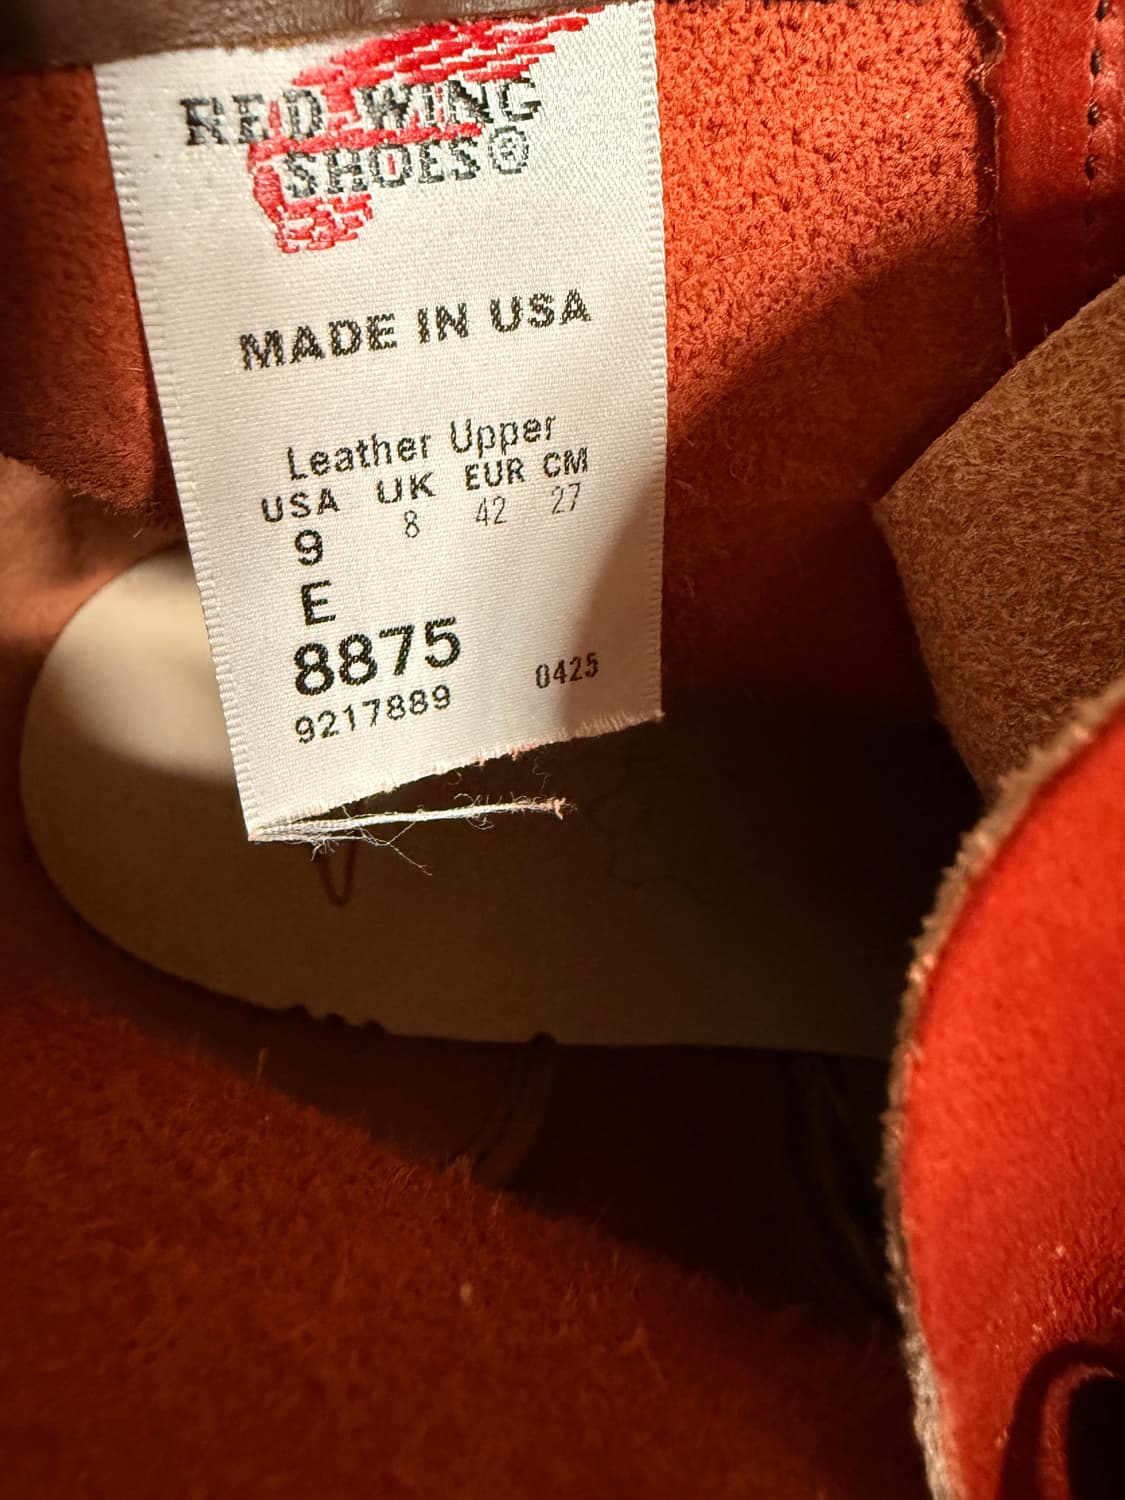 RED WING
SHOES®
MADE IN USA
Leather Upper
USA UK EUR CM
9 8 42 27
E
8875
9217889 0425